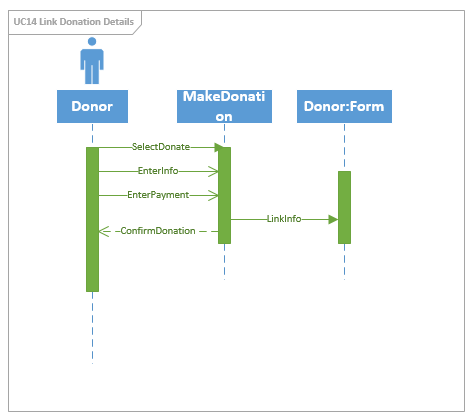 UC14 Link Donation Details
Donor
MakeDonati
on
Donor:Form
SelectDonate
EnterInfo
EnterPayment
LinkInfo
ConfirmDonation